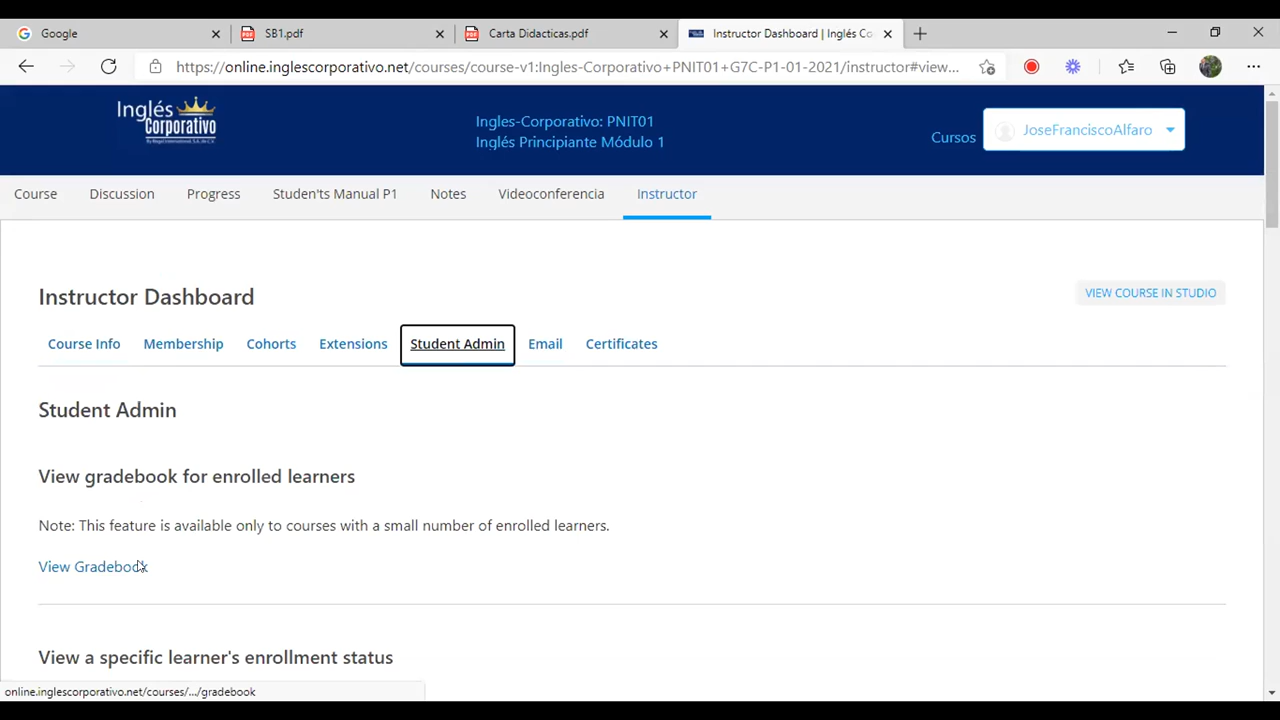 Google
SB1.pdf
Carta Didacticas.pdf
Instructor Dashboard | Inglés Co
https://online.inglescorporativo.net/courses/course-v1:Ingles-Corporativo+PNIT01+G7C-P1-01-2021/instructor#view...
Inglés
Corporativo
Ingles-Corporativo: PNIT01
Inglés Principiante Módulo 1
Cursos
JoseFranciscoAlfaro
Course
Discussion
Progress
Studen'ts Manual P1
Notes
Videoconferencia
Instructor
Instructor Dashboard
VIEW COURSE IN STUDIO
Course Info
Membership
Cohorts
Extensions
Student Admin
Email
Certificates
Student Admin
View gradebook for enrolled learners
Note: This feature is available only to courses with a small number of enrolled learners.
View Gradebook
View a specific learner's enrollment status
online.inglescorporativo.net/courses/.../gradebook